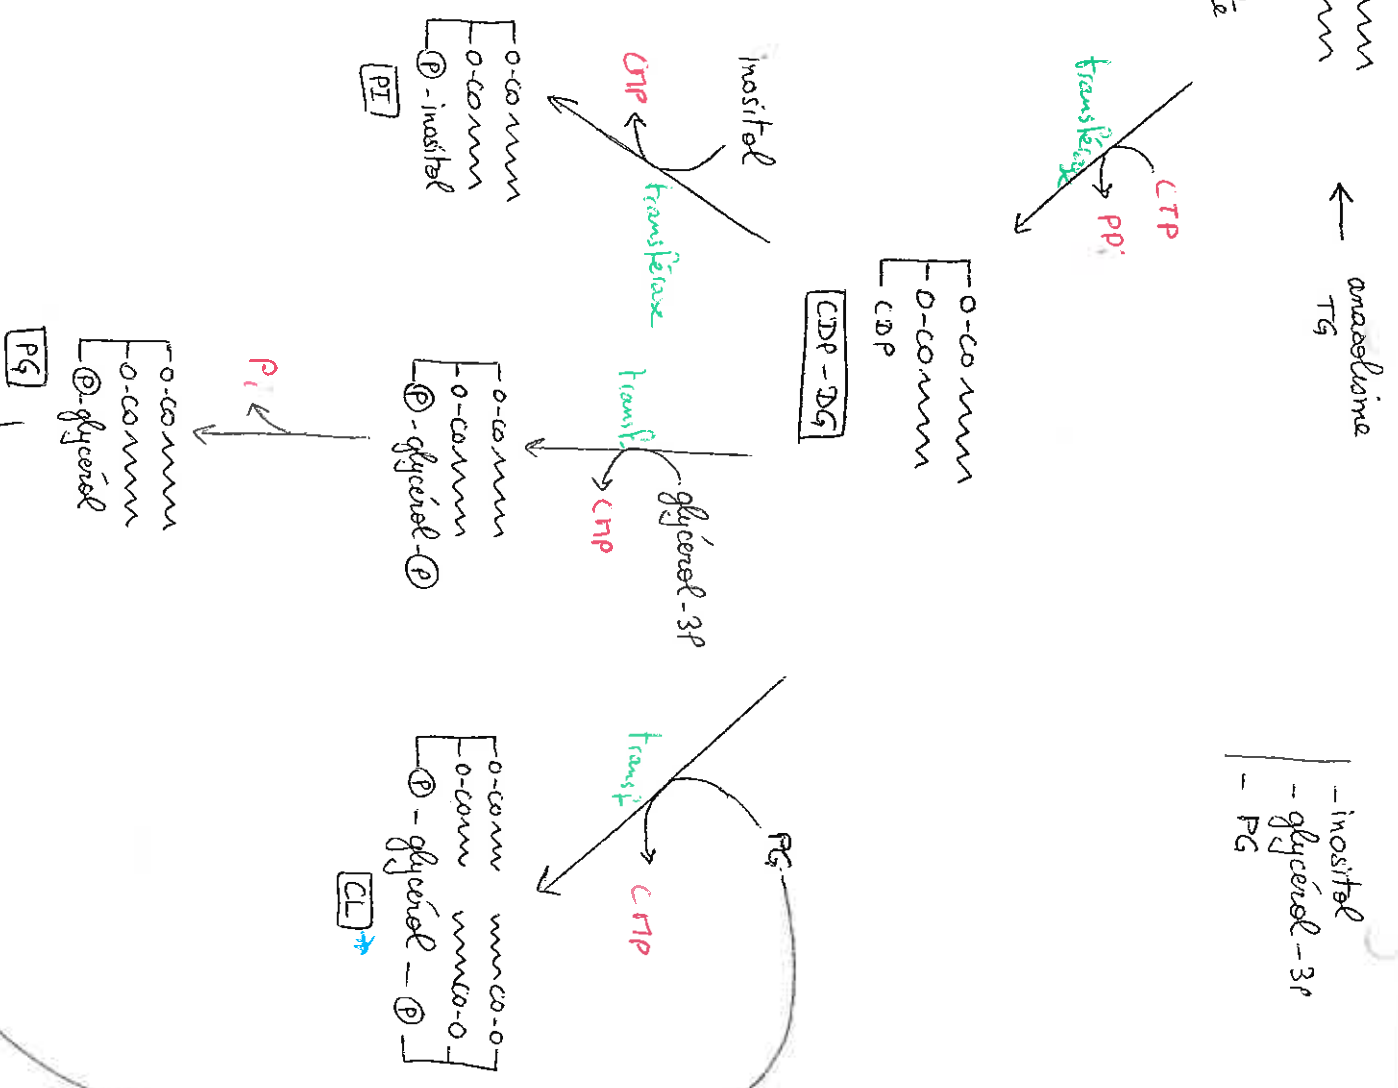 té
← anabolisme
TG
- inositol
- glycérol-3P
- PG
CTP
PPi
transférase
O-CO
O-CO
CDP
CDP-DG
inositol
CMP
transférase
glycérol-3P
transf.
CMP
PG
transf
CMP
O-CO
O-CO
P-inositol
PI
O-CO
O-CO
P-glycérol-P
O-CO CO-O
O-CO CO-O
P-glycérol-P
CL
Pi
O-CO
O-CO
P-glycérol
PG